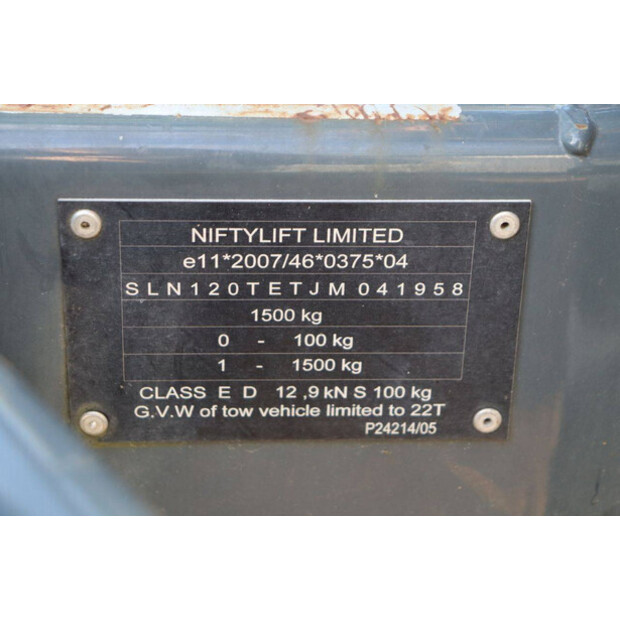 NIFTYLIFT LIMITED
e11*2007/46*0375*04
SLN120TETJM041958
1500 kg
0 - 100 kg
1 - 1500 kg
CLASS E D 12 ,9 kN S 100 kg
G.V.W of tow vehicle limited to 22T
P24214/05